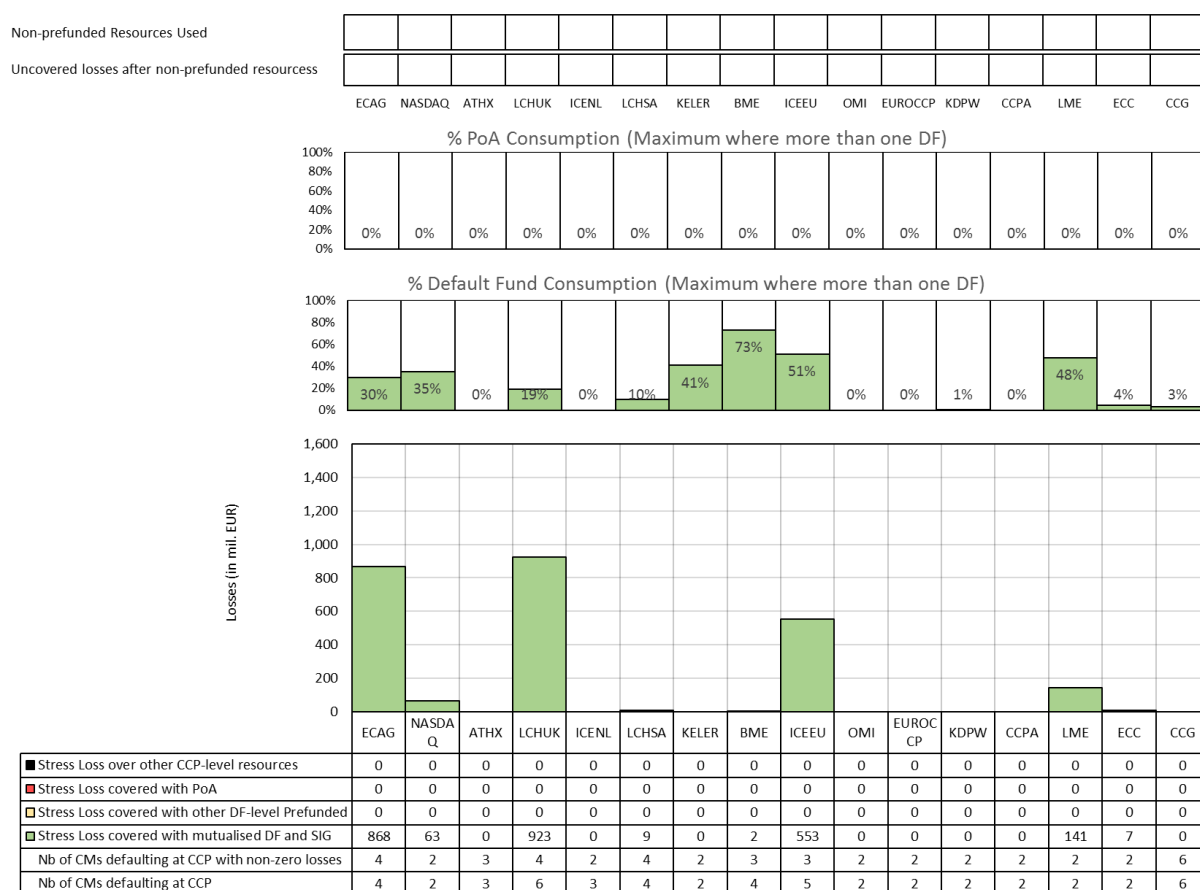 Non-prefunded Resources Used
Uncovered losses after non-prefunded resourcess
ECAG NASDAQ ATHX LCHUK ICENL LCHSA KELER BME ICEEU OMI EUROCCP KDPW CCPA LME ECC CCG
% PoA Consumption (Maximum where more than one DF)
100%
80%
60%
40%
20%
0%
0% 0% 0% 0% 0% 0% 0% 0% 0% 0% 0% 0% 0% 0% 0% 0%
% Default Fund Consumption (Maximum where more than one DF)
100%
80%
60%
40%
20%
0%
30% 35% 0% 19% 0% 10% 41% 73% 51% 0% 0% 1% 0% 48% 4% 3%
Losses (in mil. EUR)
1,600
1,400
1,200
1,000
800
600
400
200
0
ECAG NASDA Q ATHX LCHUK ICENL LCHSA KELER BME ICEEU OMI EUROC CP KDPW CCPA LME ECC CCG
Stress Loss over other CCP-level resources 0 0 0 0 0 0 0 0 0 0 0 0 0 0 0 0
Stress Loss covered with PoA 0 0 0 0 0 0 0 0 0 0 0 0 0 0 0 0
Stress Loss covered with other DF-level Prefunded 0 0 0 0 0 0 0 0 0 0 0 0 0 0 0 0
Stress Loss covered with mutualised DF and SIG 868 63 0 923 0 9 0 2 553 0 0 0 0 141 7 0
Nb of CMs defaulting at CCP with non-zero losses 4 2 3 4 2 4 2 3 3 2 2 2 2 2 2 6
Nb of CMs defaulting at CCP 4 2 3 6 3 4 2 4 5 2 2 2 2 2 2 6